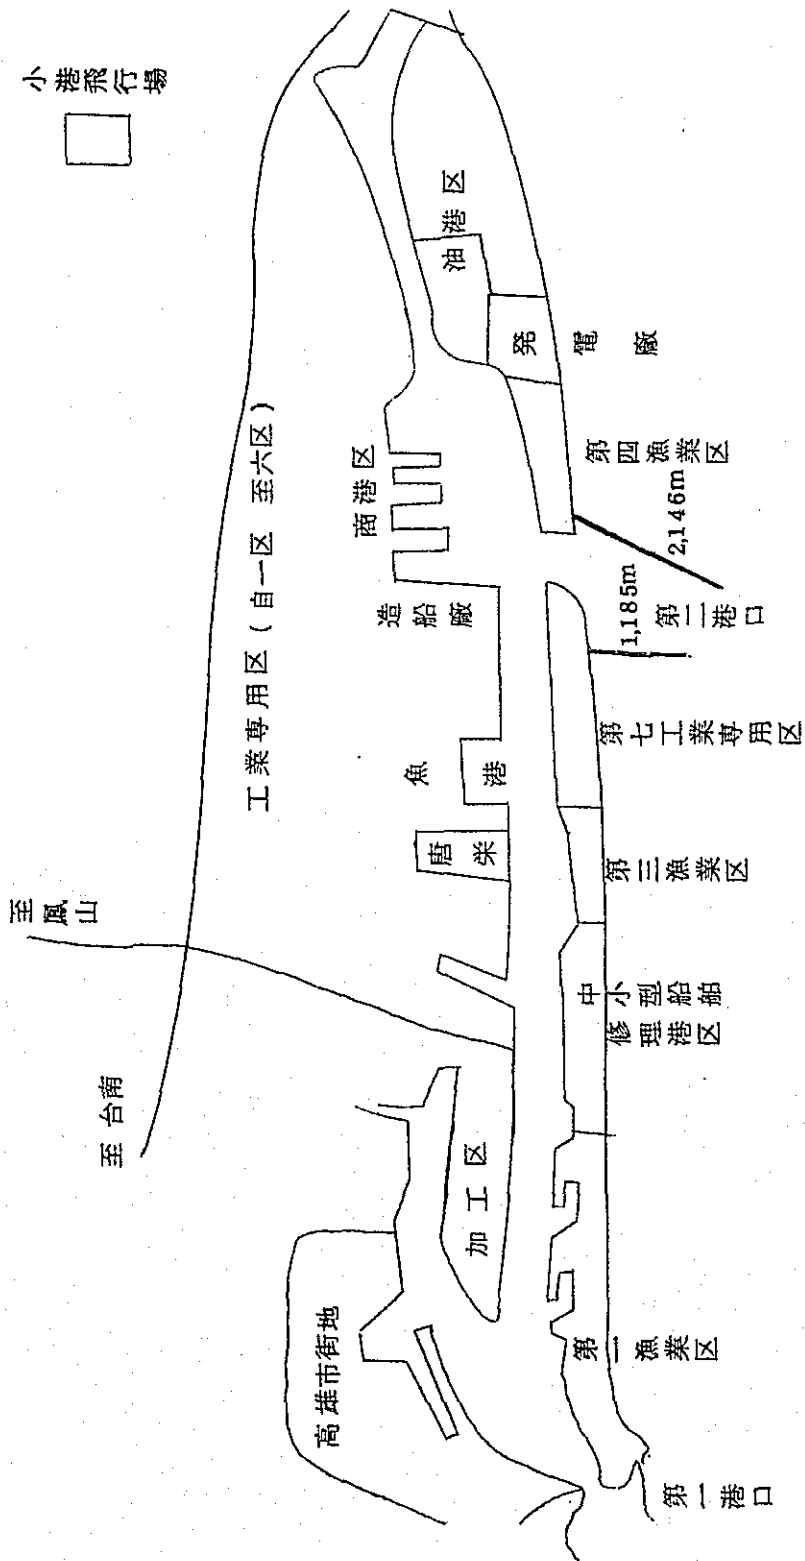 小港飛行場
至鳳山
至台南
工業専用区(自一区 至六区)
高雄市街地
加工区
唐栄
魚港
造船廠
商港区
油港区
発電廠
第四漁業区
2,146m
1,185m
第二港口
第七工業専用区
第三漁業区
中小型船舶
修理港区
第一漁業区
第一港口